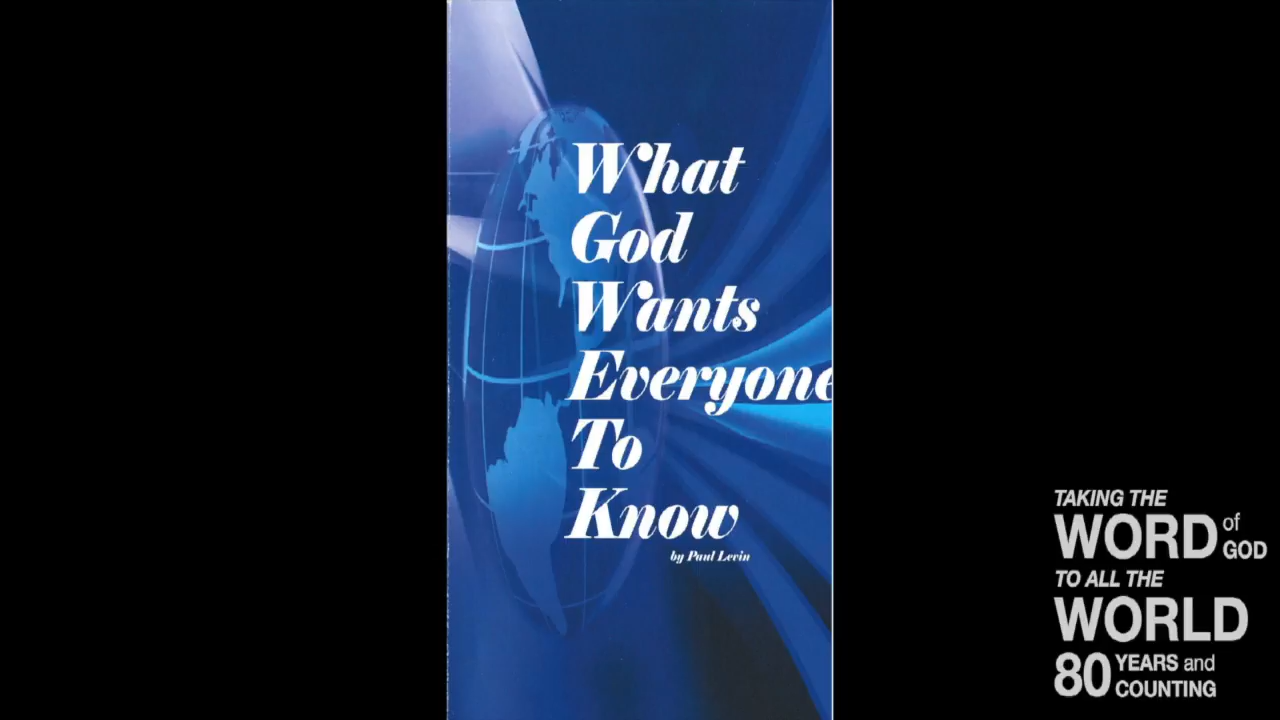 What
God
Wants
Everyone
To
Know
by Paul Levin
TAKING THE
WORD of GOD
TO ALL THE
WORLD
80 YEARS and COUNTING